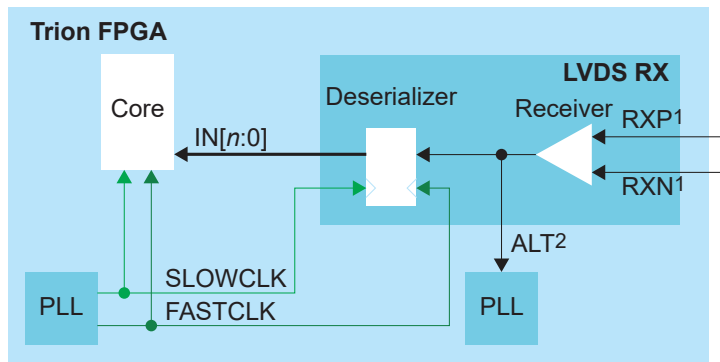 Trion FPGA
LVDS RX
Core
Deserializer
Receiver
RXP1
IN[n:0]
RXN1
ALT2
SLOWCLK
PLL
FASTCLK
PLL